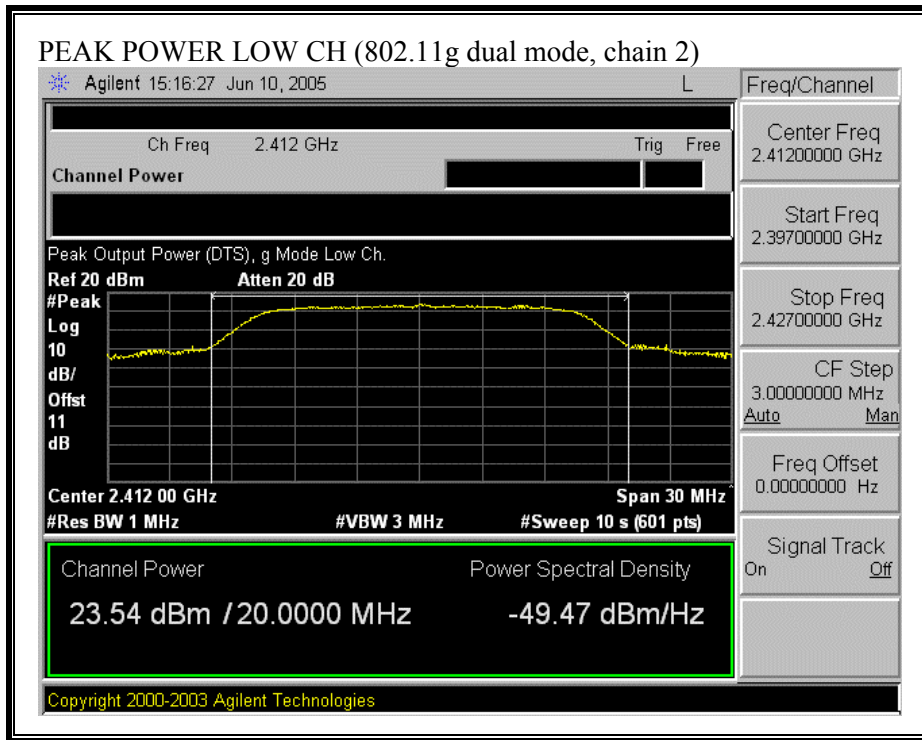 PEAK POWER LOW CH (802.11g dual mode, chain 2)
Agilent 15:16:27 Jun 10, 2005 L Freq/Channel
Ch Freq 2.412 GHz Trig Free
Channel Power
Peak Output Power (DTS), g Mode Low Ch.
Ref 20 dBm Atten 20 dB
#Peak
Log
10
dB/
Offst
11
dB
Center 2.412 00 GHz Span 30 MHz
#Res BW 1 MHz #VBW 3 MHz #Sweep 10 s (601 pts)
Channel Power Power Spectral Density
23.54 dBm / 20.0000 MHz -49.47 dBm/Hz
Copyright 2000-2003 Agilent Technologies
Center Freq
2.41200000 GHz
Start Freq
2.39700000 GHz
Stop Freq
2.42700000 GHz
CF Step
3.00000000 MHz
Auto Man
Freq Offset
0.00000000 Hz
Signal Track
On Off